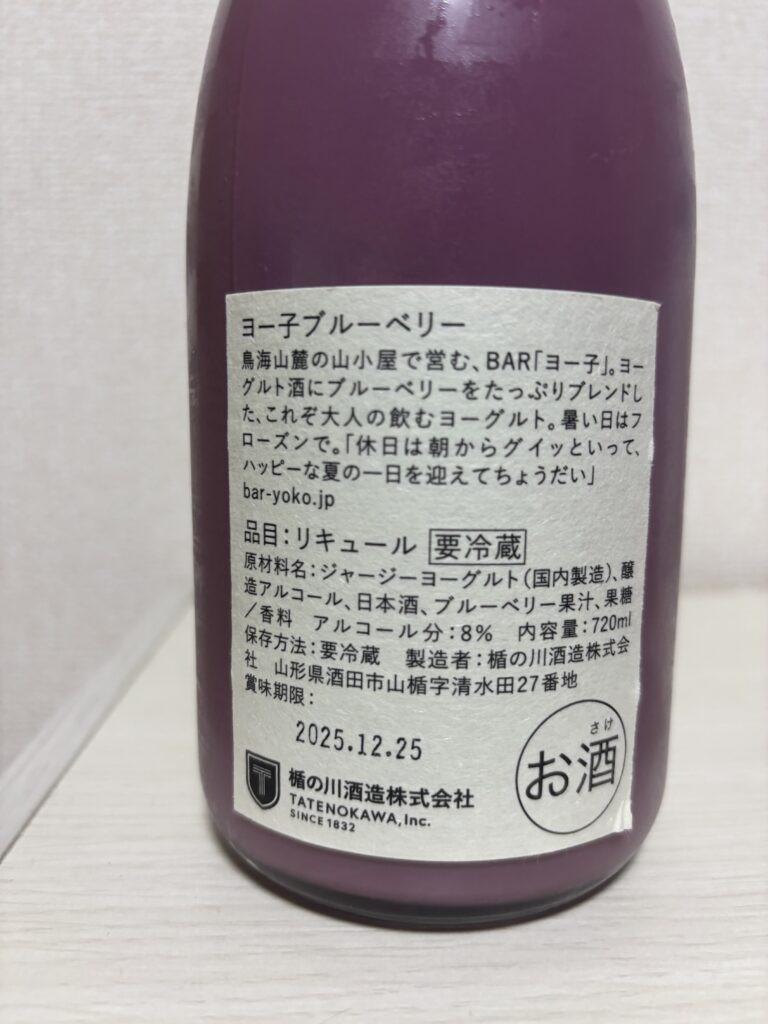 ヨー子ブルーベリー
鳥海山麓の山小屋で営む、BAR「ヨー子」。ヨー
グルト酒にブルーベリーをたっぷりブレンドし
た、これぞ大人の飲むヨーグルト。暑い日はフ
ローズンで。「休日は朝からグイッといって、
ハッピーな夏の一日を迎えてちょうだい」
bar-yoko.jp
品目：リキュール 要冷蔵
原材料名：ジャージーヨーグルト（国内製造）、醸
造アルコール、日本酒、ブルーベリー果汁、果糖
／香料 アルコール分：8% 内容量：720ml
保存方法：要冷蔵 製造者：楯の川酒造株式会
社 山形県酒田市山楯字清水田27番地
賞味期限：
2025.12.25
楯の川酒造株式会社
TATENOKAWA,Inc.
SINCE 1832
さけ
お酒